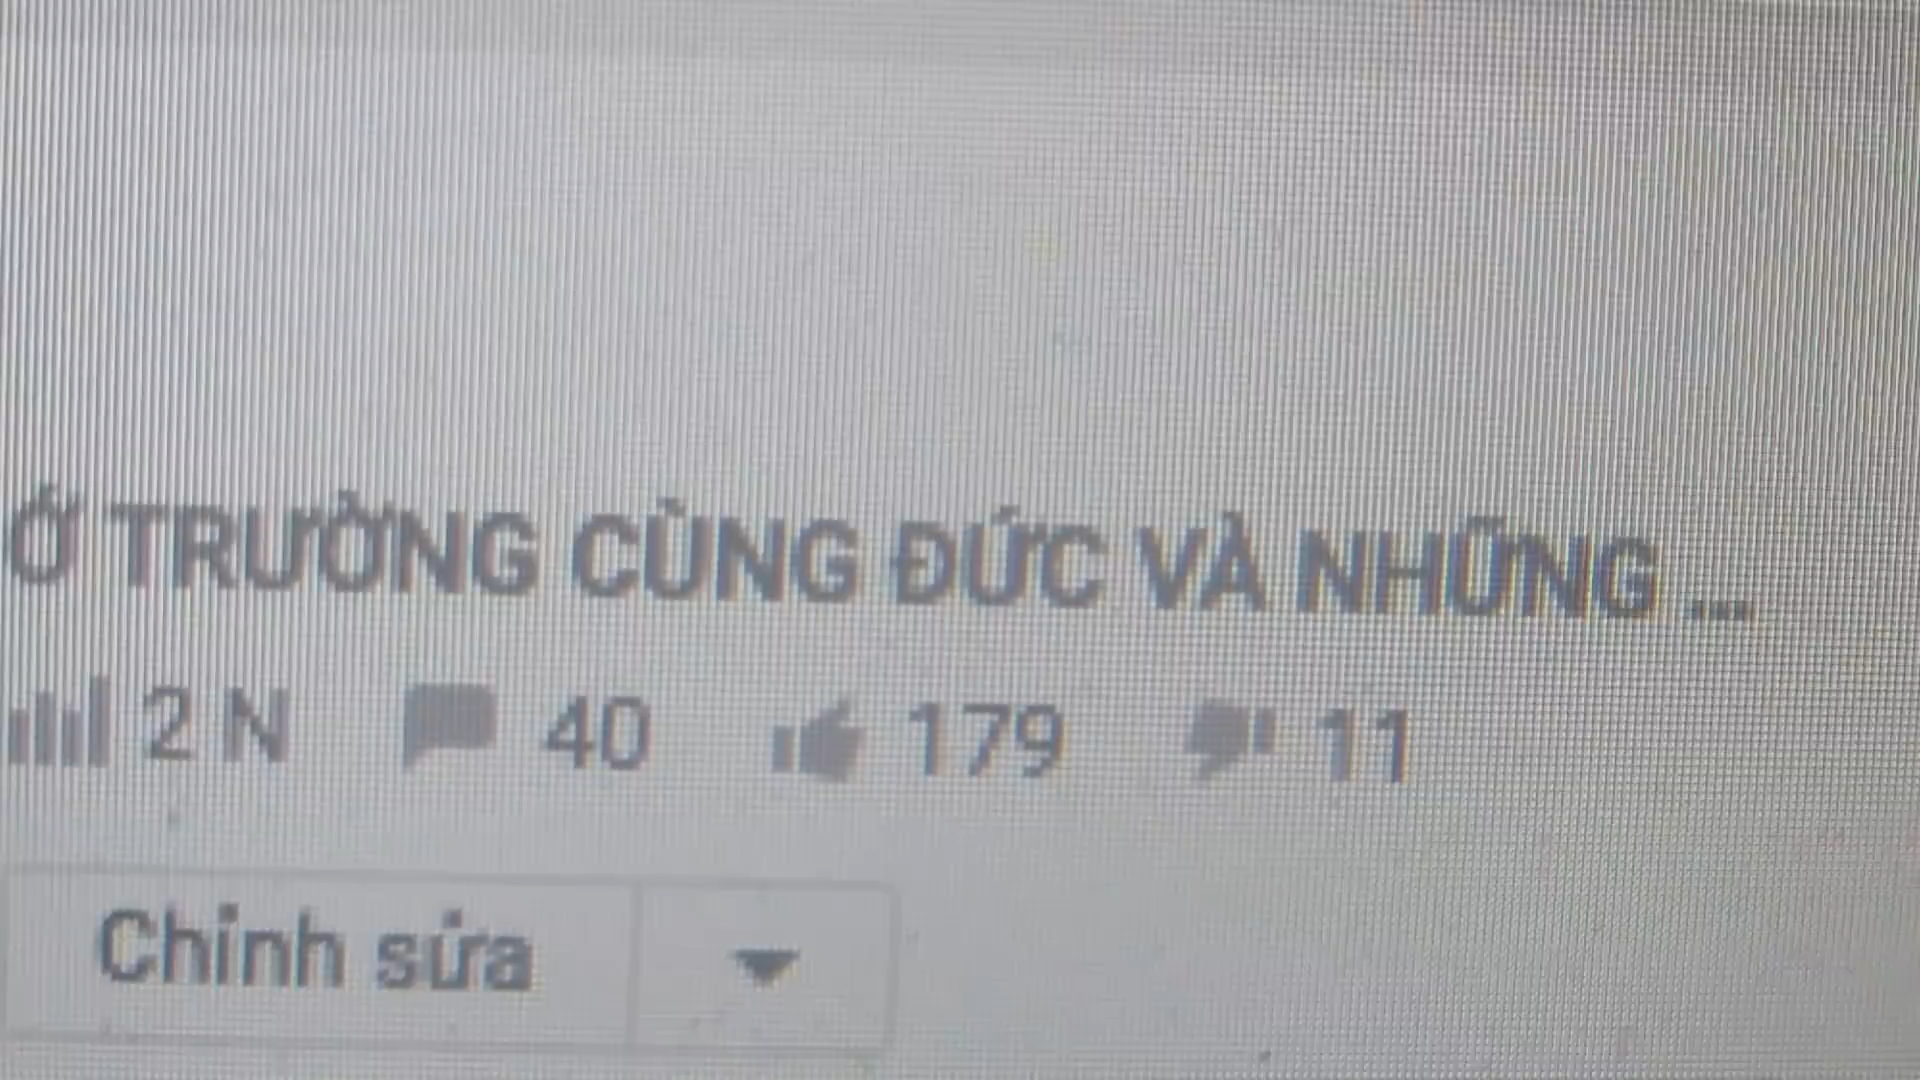 Ở TRƯỜNG CÙNG ĐỨC VÀ NHỮNG ...
2 N 40 179 11
Chỉnh sửa